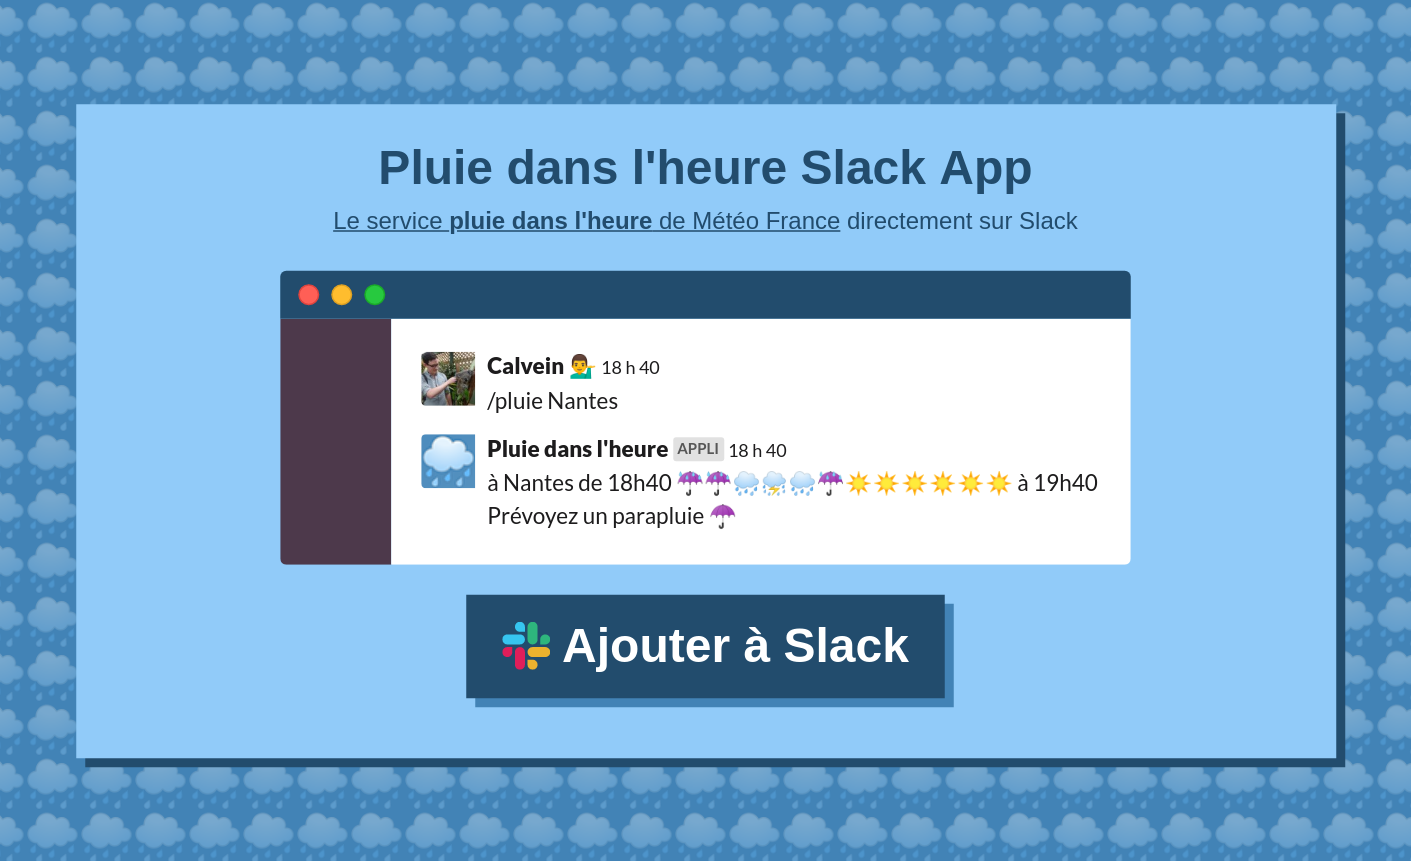 Pluie dans l'heure Slack App
Le service pluie dans l'heure de Météo France directement sur Slack
Calvein 💁‍♂️ 18 h 40
/pluie Nantes
Pluie dans l'heure APPLI 18 h 40
à Nantes de 18h40 ☔☔🌧️⛈️🌧️☔☀️☀️☀️☀️☀️☀️ à 19h40
Prévoyez un parapluie ☂️
Ajouter à Slack